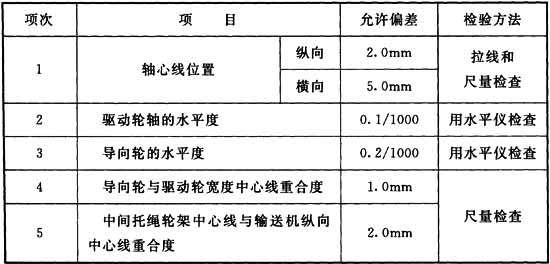 项次 项 目 允许偏差 检验方法
1 轴心线位置 纵向 2.0mm 拉线和
横向 5.0mm 尺量检查
2 驱动轮轴的水平度 0.1/1000 用水平仪检查
3 导向轮的水平度 0.2/1000 用水平仪检查
4 导向轮与驱动轮宽度中心线重合度 1.0mm 尺量检查
5 中间托绳轮架中心线与输送机纵向 2.0mm
中心线重合度